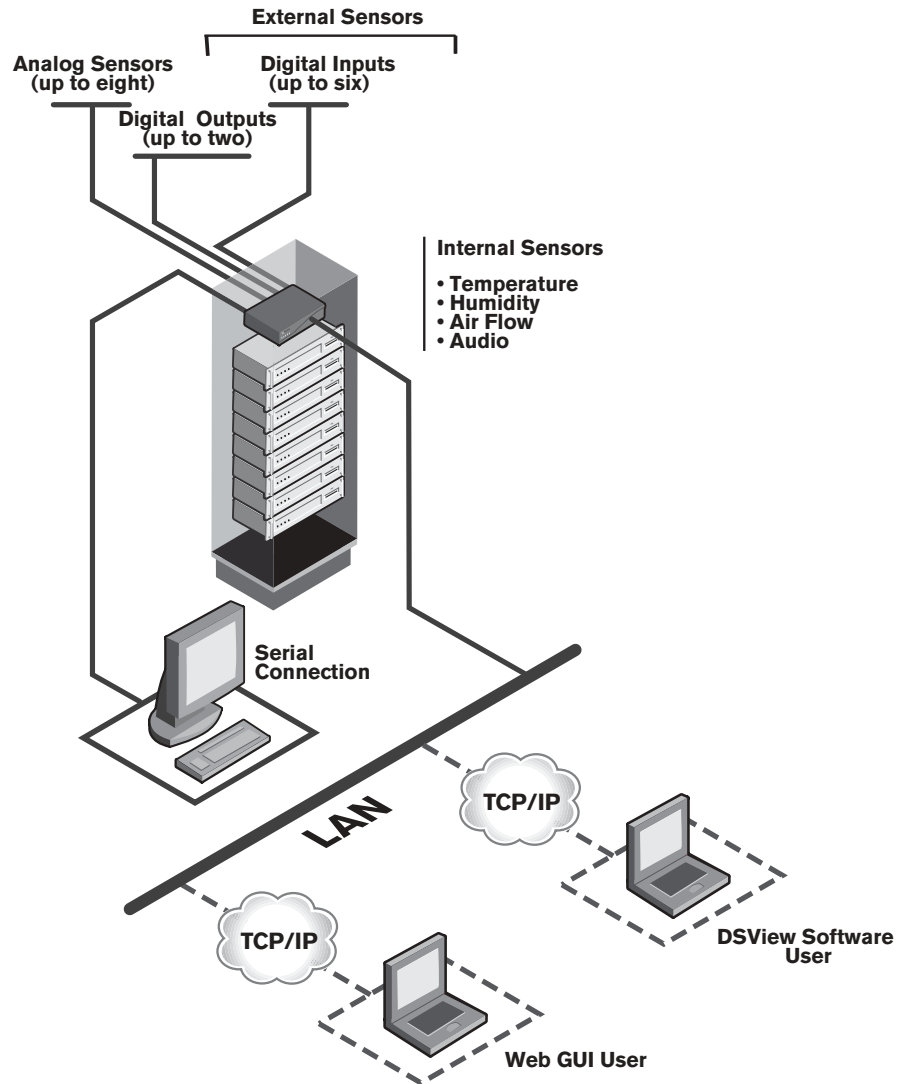 External Sensors
Analog Sensors
(up to eight)
Digital Inputs
(up to six)
Digital Outputs
(up to two)
Internal Sensors
• Temperature
• Humidity
• Air Flow
• Audio
Serial
Connection
LAN
TCP/IP
TCP/IP
DSView Software
User
Web GUI User